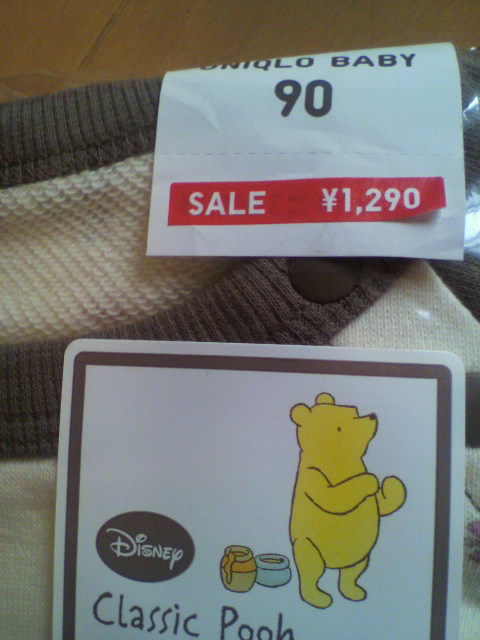 UNIQLO BABY
90
SALE ¥1,290
Disney
Classic Pooh